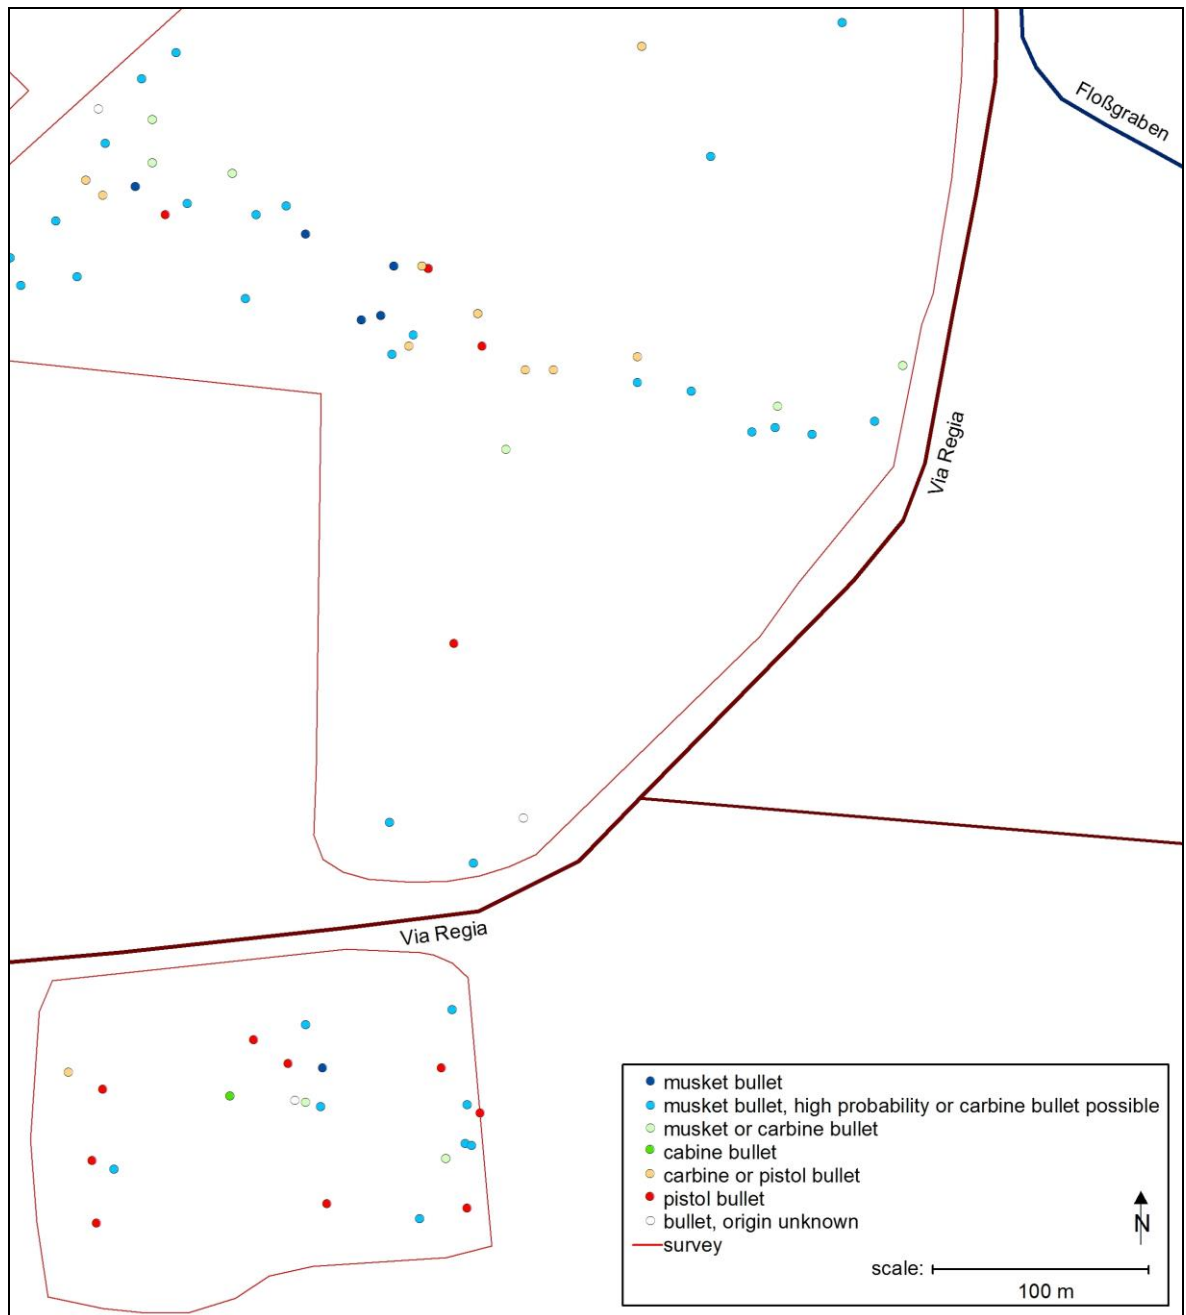 Floßgraben
Via Regia
Via Regia
musket bullet
musket bullet, high probability or carbine bullet possible
musket or carbine bullet
cabine bullet
carbine or pistol bullet
pistol bullet
bullet, origin unknown
survey
N
scale:
100 m